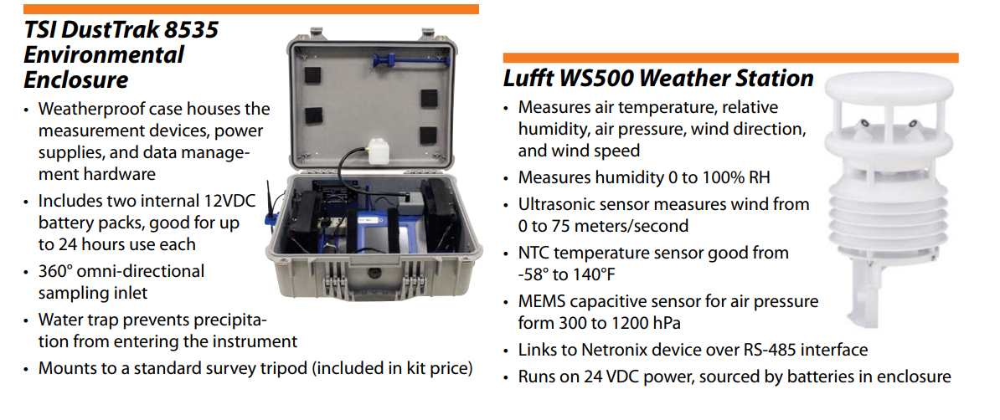 TSI DustTrak 8535
Environmental
Enclosure
• Weatherproof case houses the
measurement devices, power
supplies, and data manage-
ment hardware
• Includes two internal 12VDC
battery packs, good for up
to 24 hours use each
• 360° omni-directional
sampling inlet
• Water trap prevents precipita-
tion from entering the instrument
• Mounts to a standard survey tripod (included in kit price)
Lufft WS500 Weather Station
• Measures air temperature, relative
humidity, air pressure, wind direction,
and wind speed
• Measures humidity 0 to 100% RH
• Ultrasonic sensor measures wind from
0 to 75 meters/second
• NTC temperature sensor good from
-58° to 140°F
• MEMS capacitive sensor for air pressure
form 300 to 1200 hPa
• Links to Netronix device over RS-485 interface
• Runs on 24 VDC power, sourced by batteries in enclosure